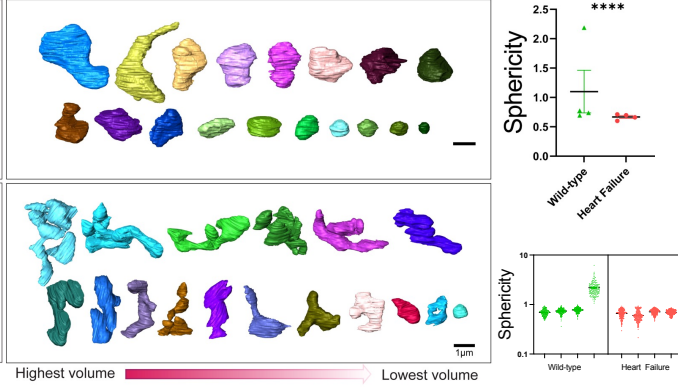 ****
Sphericity
2.5
2.0
1.5
1.0
0.5
0.0
Wild-type
Heart Failure
Sphericity
10
1
0.1
Wild-type
Heart Failure
1μm
Highest volume
Lowest volume